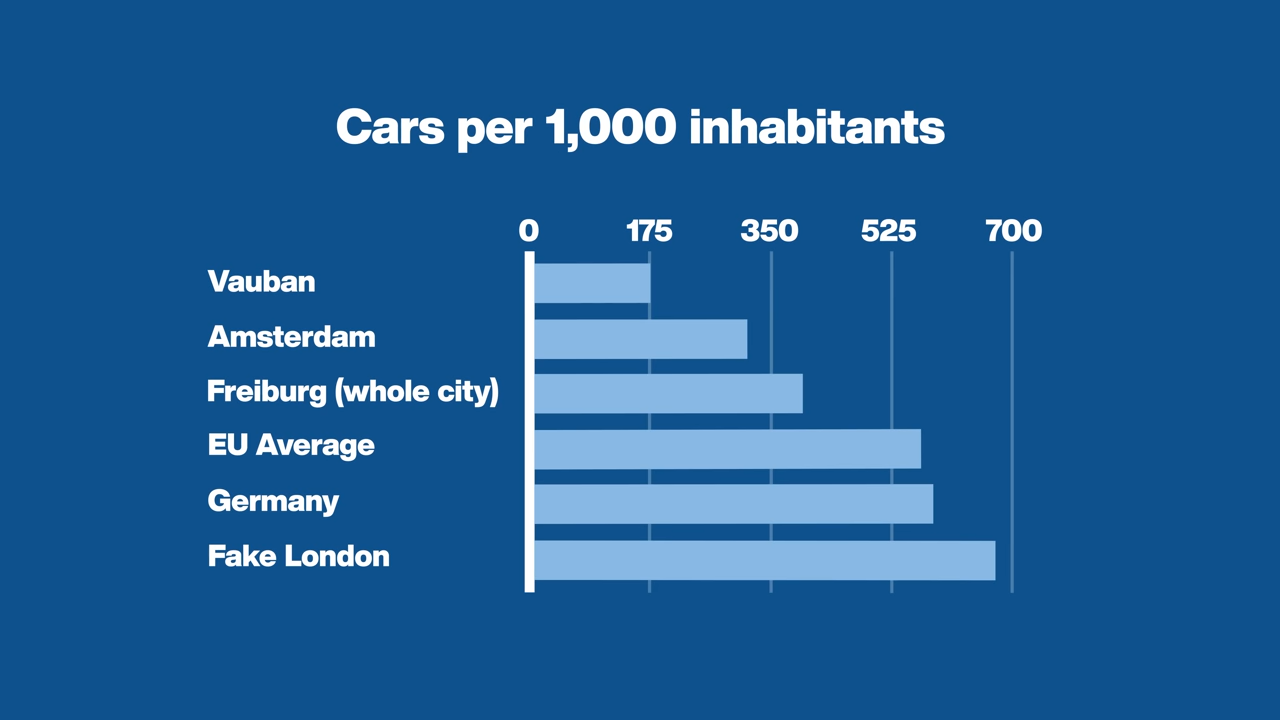 Cars per 1,000 inhabitants
0 175 350 525 700
Vauban
Amsterdam
Freiburg (whole city)
EU Average
Germany
Fake London